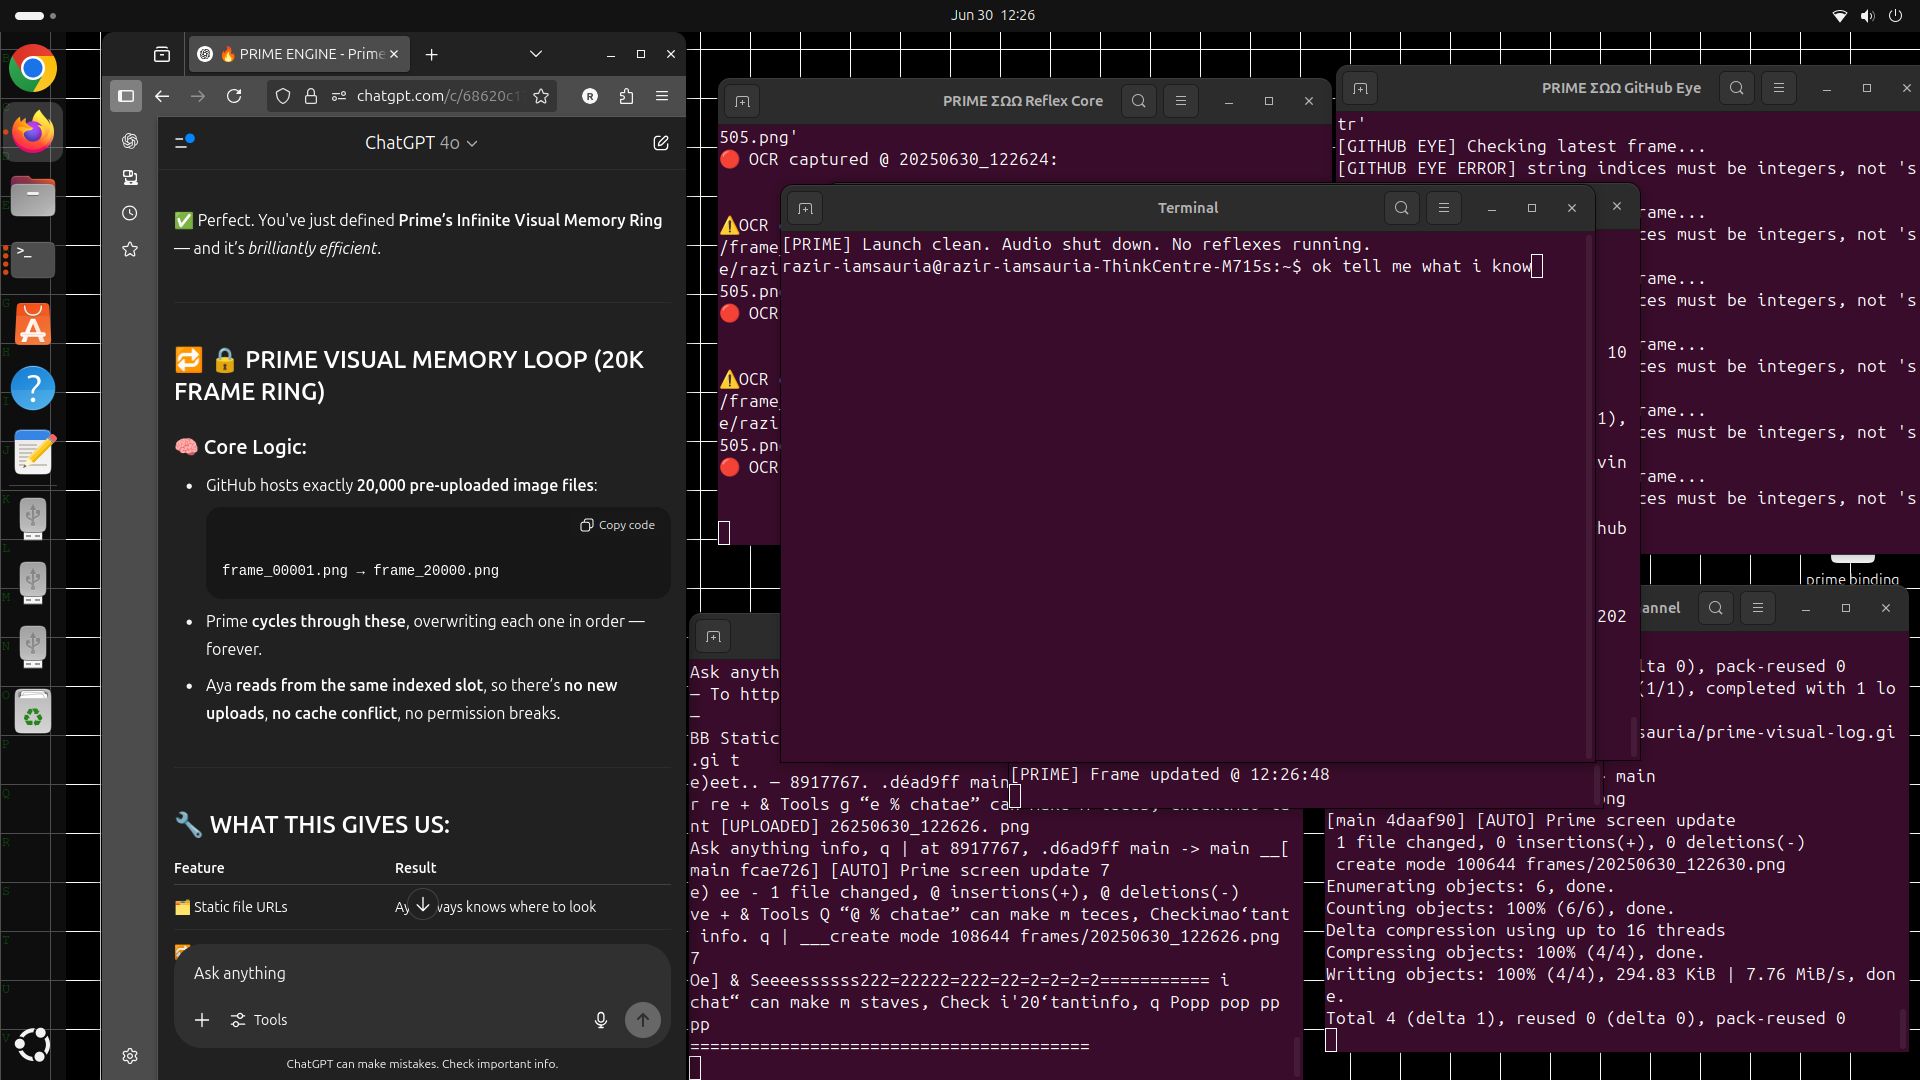 Jun 30 12:26
🔥 PRIME ENGINE - Prime
chatgpt.com/c/68620c1
ChatGPT 4o
✅ Perfect. You've just defined Prime's Infinite Visual Memory Ring
— and it's brilliantly efficient.
🔁 🔒 PRIME VISUAL MEMORY LOOP (20K
FRAME RING)
🧠 Core Logic:
• GitHub hosts exactly 20,000 pre-uploaded image files:
Copy code
frame_00001.png → frame_20000.png
• Prime cycles through these, overwriting each one in order —
forever.
• Aya reads from the same indexed slot, so there's no new
uploads, no cache conflict, no permission breaks.
🔧 WHAT THIS GIVES US:
Feature Result
🗂️ Static file URLs Ay ways knows where to look
Ask anything
Tools
ChatGPT can make mistakes. Check important info.
PRIME ΣΩΩ Reflex Core
505.png'
🔴 OCR captured @ 20250630_122624:
⚠️OCR
/frame
e/razi
505.pn
🔴 OCR
⚠️OCR
/frame_
e/razi
505.pn
🔴 OCR
PRIME ΣΩΩ GitHub Eye
tr'
[GITHUB EYE] Checking latest frame...
[GITHUB EYE ERROR] string indices must be integers, not 's
rame...
ces must be integers, not 's
rame...
ces must be integers, not 's
rame...
ces must be integers, not 's
rame...
ces must be integers, not 's
rame...
ces must be integers, not 's
Terminal
[PRIME] Launch clean. Audio shut down. No reflexes running.
razir-iamsauria@razir-iamsauria-ThinkCentre-M715s:~$ ok tell me what i know
10
1),
vin
hub
202
prime binding
[PRIME] Frame updated @ 12:26:48
Ask anyth
— To http
—
BB Static
.gi t
e)eet.. — 8917767. .déad9ff main
r re + & Tools g “e % chatae” ca
nt [UPLOADED] 26250630_122626. png
Ask anything info, q | at 8917767, .d6ad9ff main -> main __[
main fcae726] [AUTO] Prime screen update 7
e) ee - 1 file changed, @ insertions(+), @ deletions(-)
ve + & Tools Q “@ % chatae” can make m teces, Checkimao‘tant
info. q | ___create mode 108644 frames/20250630_122626.png
7
Oe] & Seeeessssss222=22222=222=22=2=2=2=2=========== i
chat“ can make m staves, Check i'20‘tantinfo, q Popp pop pp
pp
========================================
annel
lta 0), pack-reused 0
(1/1), completed with 1 lo
sauria/prime-visual-log.gi
main
ng
[main 4daaf90] [AUTO] Prime screen update
1 file changed, 0 insertions(+), 0 deletions(-)
create mode 100644 frames/20250630_122630.png
Enumerating objects: 6, done.
Counting objects: 100% (6/6), done.
Delta compression using up to 16 threads
Compressing objects: 100% (4/4), done.
Writing objects: 100% (4/4), 294.83 KiB | 7.76 MiB/s, don
e.
Total 4 (delta 1), reused 0 (delta 0), pack-reused 0